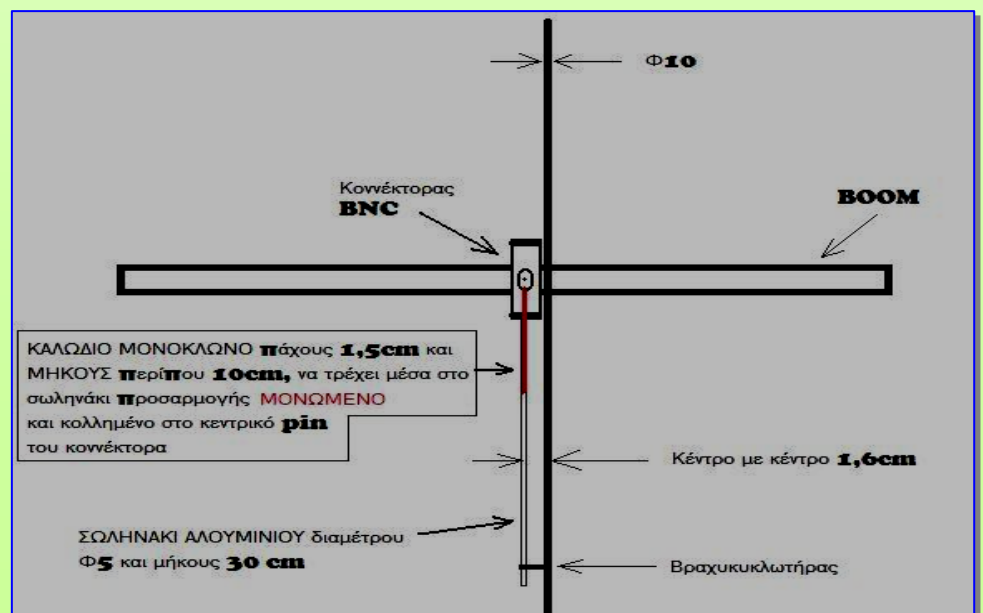 Φ10
Κοννέκτορας
BNC
BOOM
ΚΑΛΩΔΙΟ ΜΟΝΟΚΛΩΝΟ πάχους 1,5cm και
ΜΗΚΟΥΣ περίπου 10cm, να τρέχει μέσα στο
σωληνάκι προσαρμογής ΜΟΝΩΜΕΝΟ
και κολλημένο στο κεντρικό pin
του κοννέκτορα
Κέντρο με κέντρο 1,6cm
ΣΩΛΗΝΑΚΙ ΑΛΟΥΜΙΝΙΟΥ διαμέτρου
Φ5 και μήκους 30 cm
Βραχυκυκλωτήρας